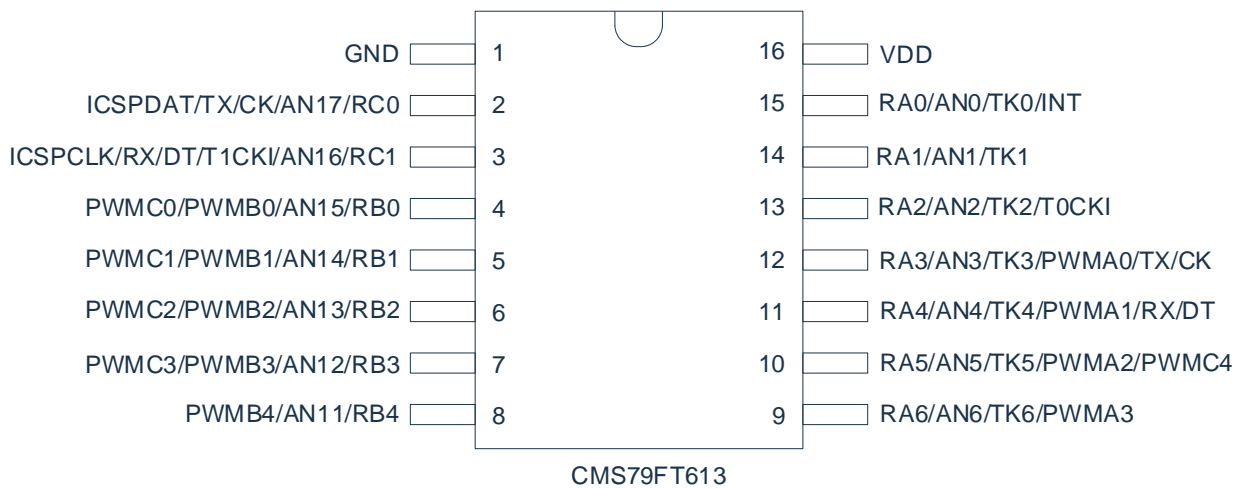 GND 1 16 VDD
ICSPDAT/TX/CK/AN17/RC0 2 15 RA0/AN0/TK0/INT
ICSPCLK/RX/DT/T1CKI/AN16/RC1 3 14 RA1/AN1/TK1
PWMC0/PWMB0/AN15/RB0 4 13 RA2/AN2/TK2/T0CKI
PWMC1/PWMB1/AN14/RB1 5 12 RA3/AN3/TK3/PWMA0/TX/CK
PWMC2/PWMB2/AN13/RB2 6 11 RA4/AN4/TK4/PWMA1/RX/DT
PWMC3/PWMB3/AN12/RB3 7 10 RA5/AN5/TK5/PWMA2/PWMC4
PWMB4/AN11/RB4 8 9 RA6/AN6/TK6/PWMA3
CMS79FT613